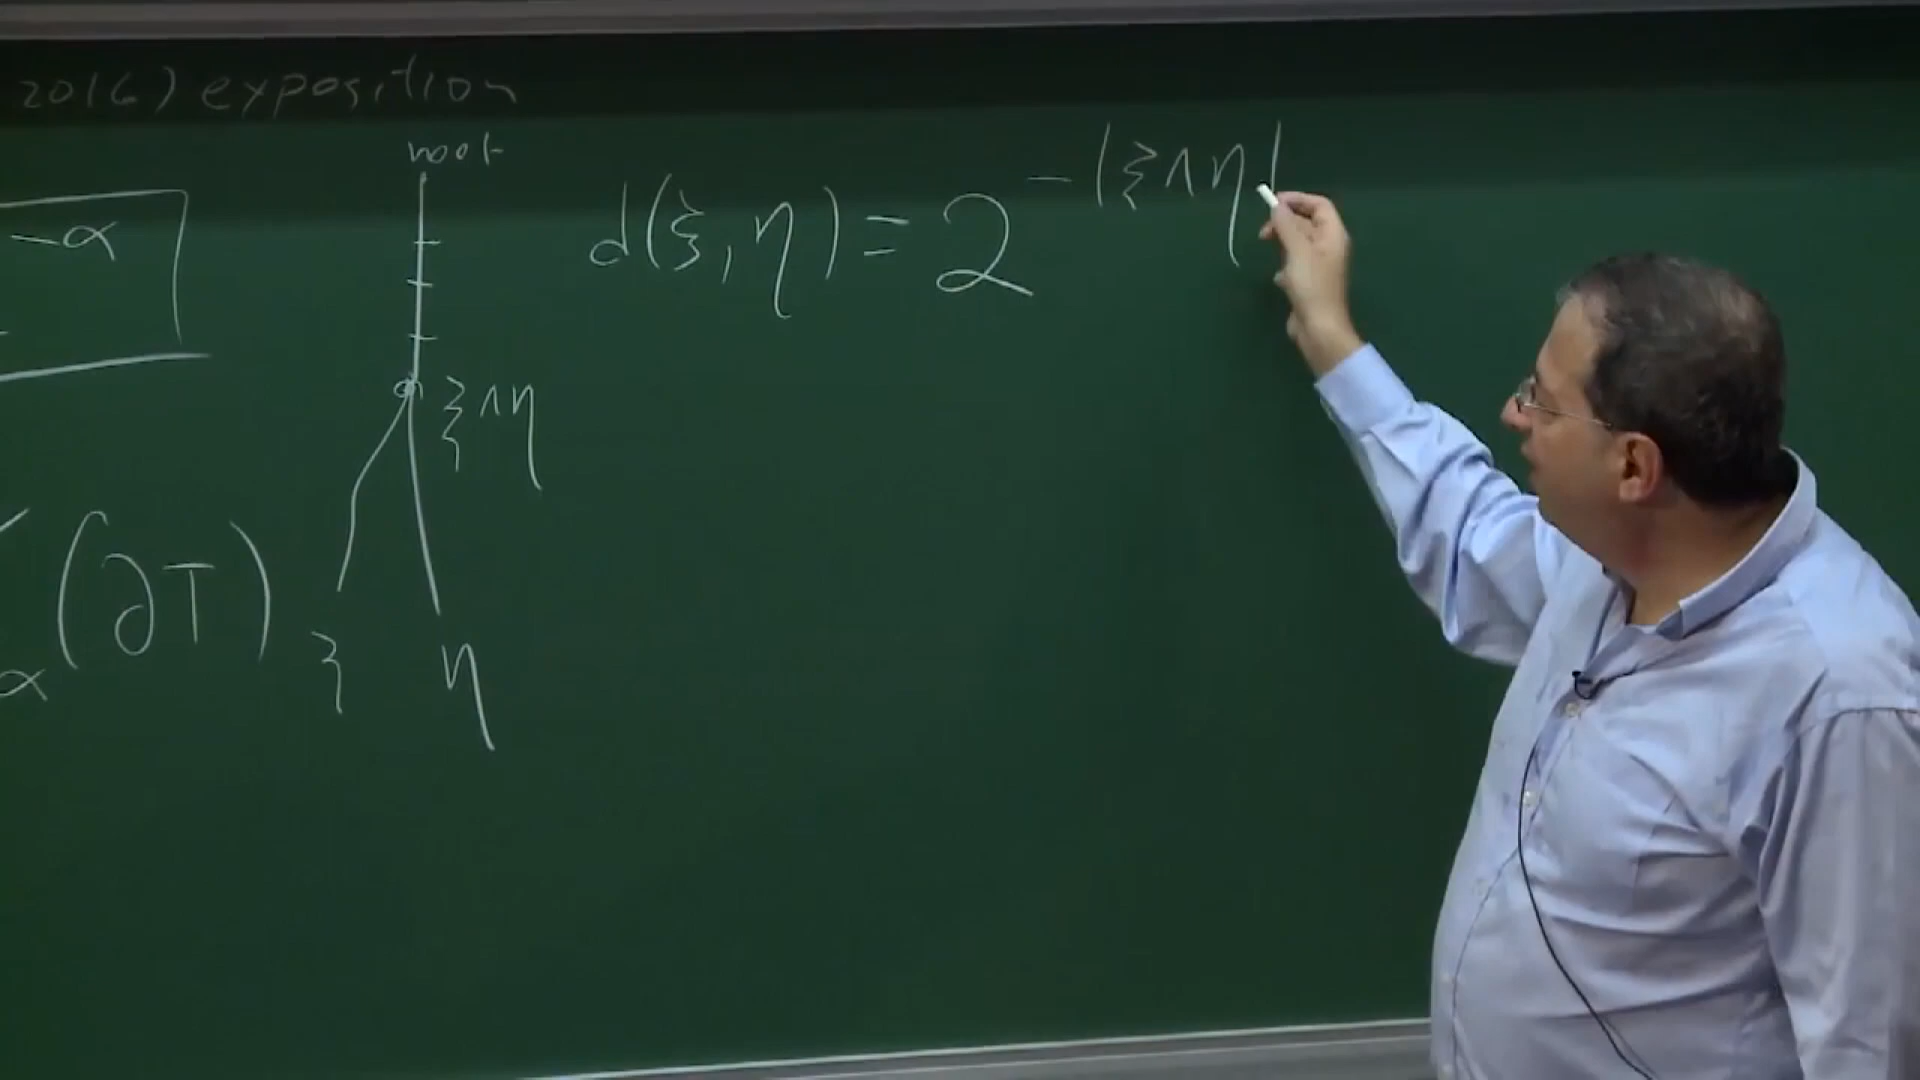 2016) exposition
root
-α
d(ξ, η) = 2^{-|ξ∧η|}
ξ∧η
α (∂T)
ξ η